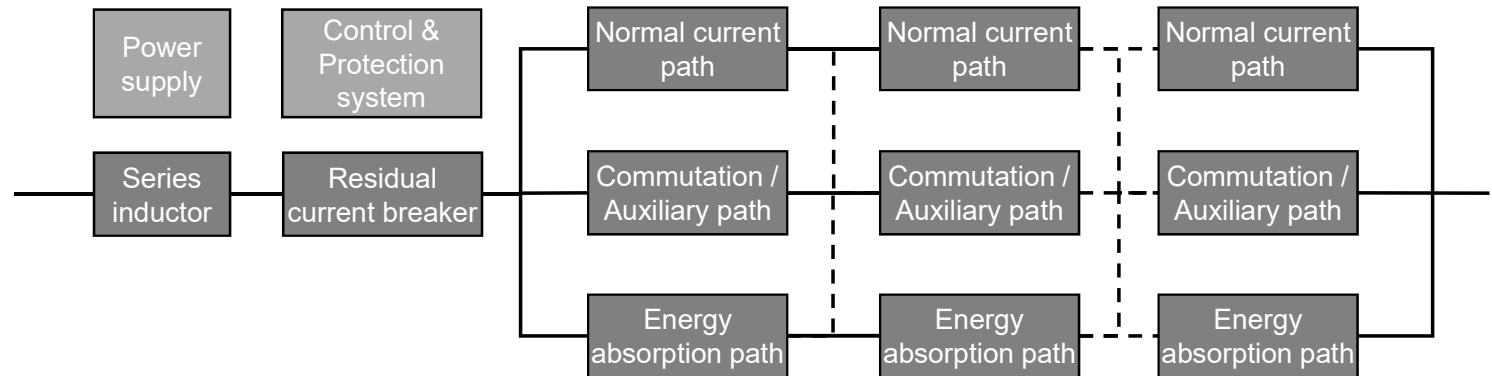 Power
supply
Control &
Protection
system
Normal current
path
Normal current
path
Normal current
path
Series
inductor
Residual
current breaker
Commutation /
Auxiliary path
Commutation /
Auxiliary path
Commutation /
Auxiliary path
Energy
absorption path
Energy
absorption path
Energy
absorption path